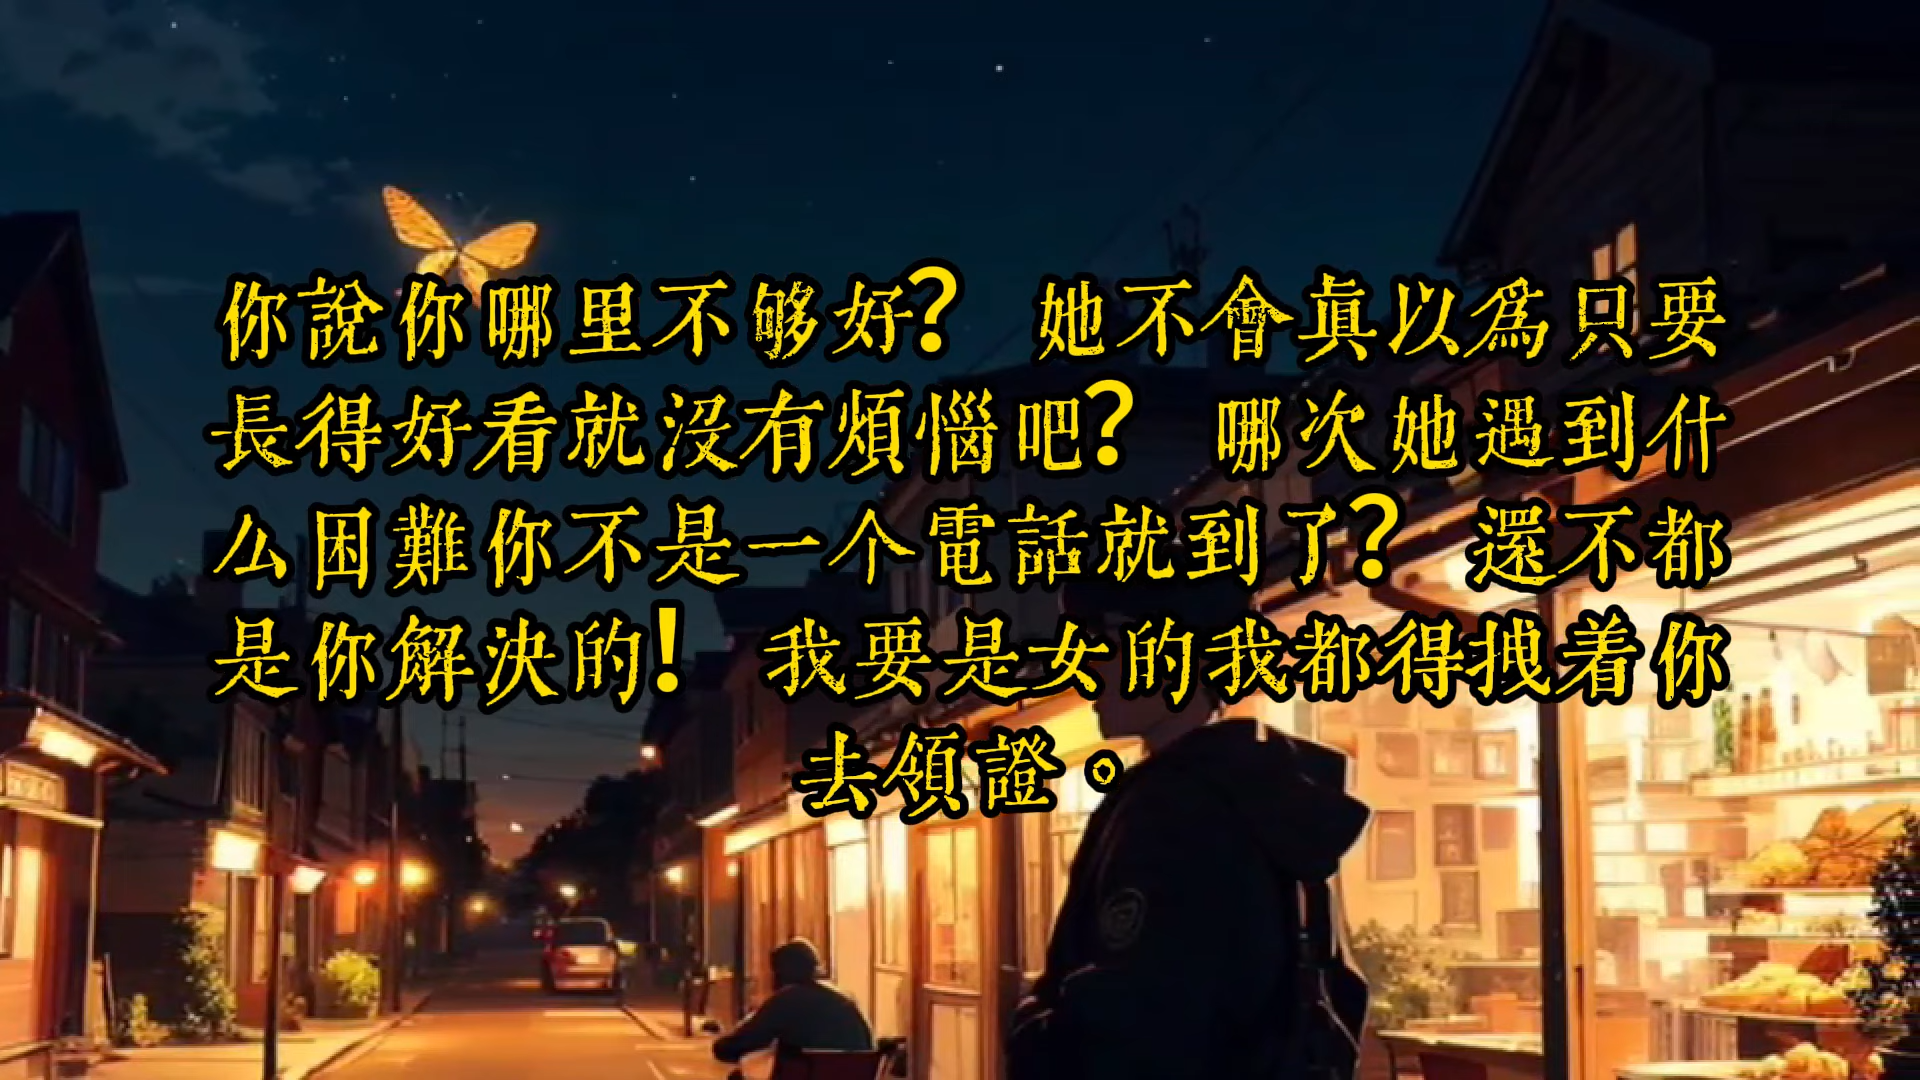 你說你哪里不够好？ 她不會真以爲只要
長得好看就沒有煩惱吧？ 哪次她遇到什
么困難你不是一个電話就到了？ 還不都
是你解決的！ 我要是女的我都得拽着你
去領證。